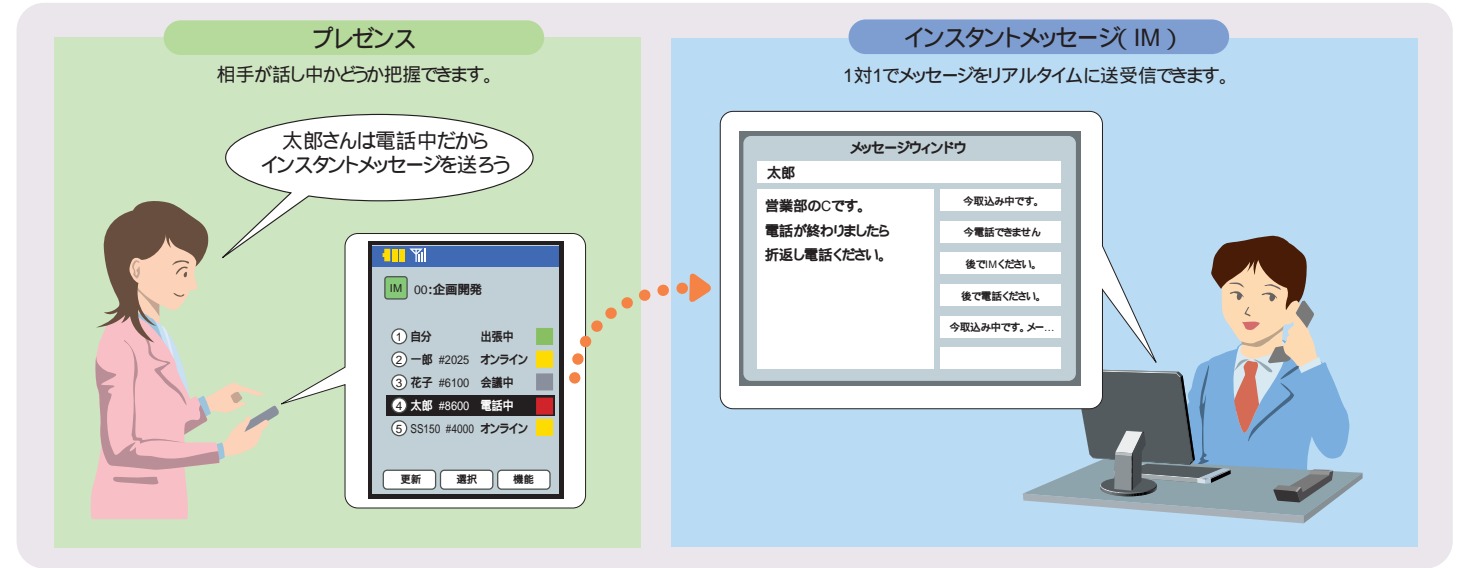 プレゼンス
相手が話し中かどうか把握できます。
太郎さんは電話中だから
インスタントメッセージを送ろう
IM 00:企画開発
①自分 出張中
②一郎 #2025 オンライン
③花子 #6100 会議中
④太郎 #8600 電話中
⑤SS150 #4000 オンライン
更新 選択 機能
インスタントメッセージ(IM)
1対1でメッセージをリアルタイムに送受信できます。
メッセージウィンドウ
太郎
営業部のCです。
電話が終わりましたら
折返し電話ください。
今取込み中です。
今電話できません
後でIMください。
後で電話ください。
今取込み中です。メー…